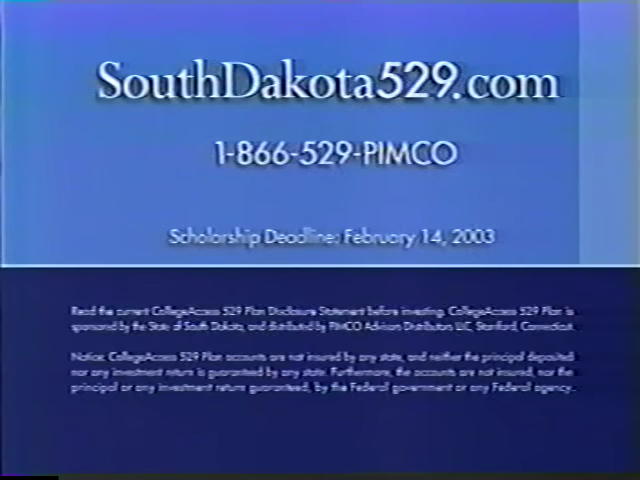 SouthDakota529.com
1-866-529-PIMCO
Scholarship Deadline: February 14, 2003
Read the current CollegeAccess 529 Plan Disclosure Statement before investing. CollegeAccess 529 Plan is
sponsored by the State of South Dakota, and distributed by PIMCO Advisors Distributors LLC, Stamford, Connecticut.
Notice: CollegeAccess 529 Plan accounts are not insured by any state, and neither the principal deposited
nor any investment return is guaranteed by any state. Furthermore, the accounts are not insured, nor the
principal or any investment return guaranteed, by the Federal government or any Federal agency.